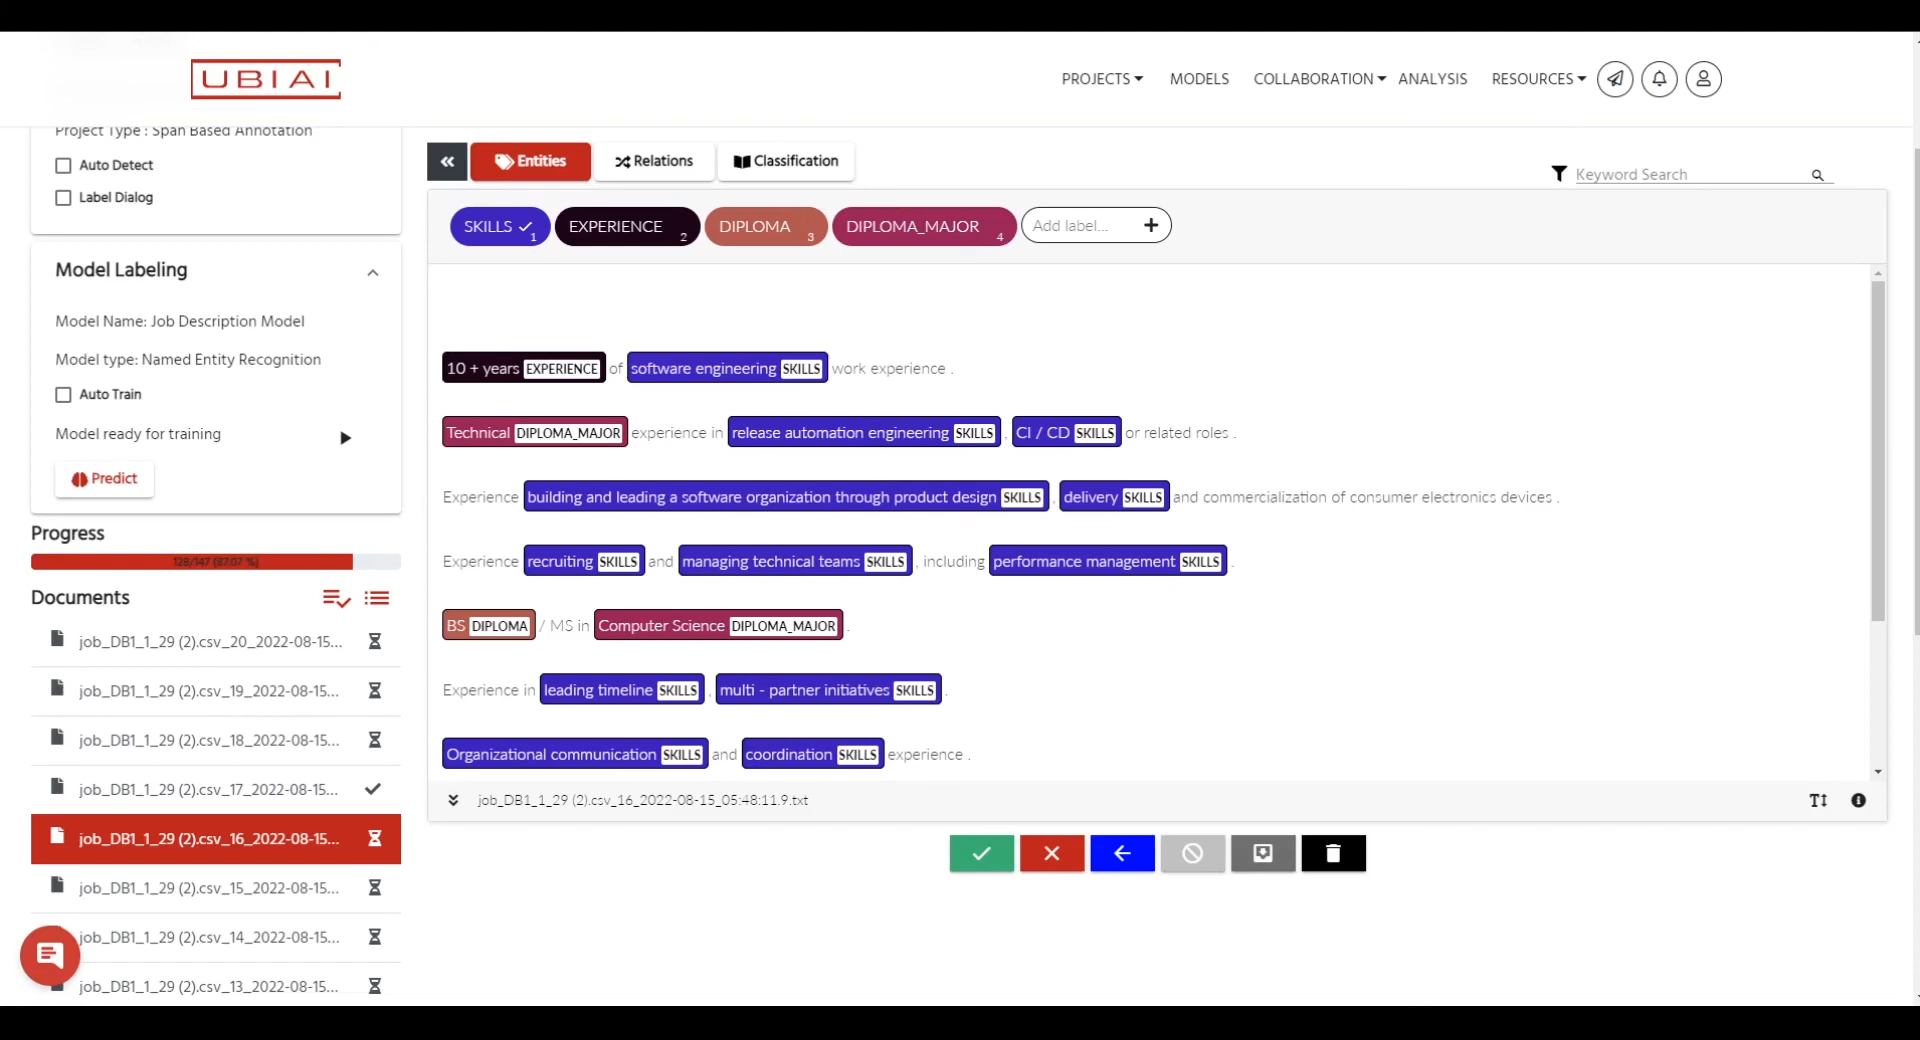 UBIAI
PROJECTS MODELS COLLABORATION ANALYSIS RESOURCES
Project Type : Span Based Annotation
Auto Detect
Label Dialog
Model Labeling
Model Name: Job Description Model
Model type: Named Entity Recognition
Auto Train
Model ready for training
Predict
Progress
128/147 (87.07 %)
Documents
job_DB1_1_29 (2).csv_20_2022-08-15...
job_DB1_1_29 (2).csv_19_2022-08-15...
job_DB1_1_29 (2).csv_18_2022-08-15...
job_DB1_1_29 (2).csv_17_2022-08-15...
job_DB1_1_29 (2).csv_16_2022-08-15...
job_DB1_1_29 (2).csv_15_2022-08-15...
job_DB1_1_29 (2).csv_14_2022-08-15...
job_DB1_1_29 (2).csv_13_2022-08-15...
Entities Relations Classification
Keyword Search
SKILLS 1 EXPERIENCE 2 DIPLOMA 3 DIPLOMA_MAJOR 4 Add label...
10 + years EXPERIENCE of software engineering SKILLS work experience .
Technical DIPLOMA_MAJOR experience in release automation engineering SKILLS , CI / CD SKILLS or related roles .
Experience building and leading a software organization through product design SKILLS , delivery SKILLS and commercialization of consumer electronics devices .
Experience recruiting SKILLS and managing technical teams SKILLS , including performance management SKILLS .
BS DIPLOMA / MS in Computer Science DIPLOMA_MAJOR .
Experience in leading timeline SKILLS , multi - partner initiatives SKILLS .
Organizational communication SKILLS and coordination SKILLS experience .
job_DB1_1_29 (2).csv_16_2022-08-15_05:48:11.9.txt